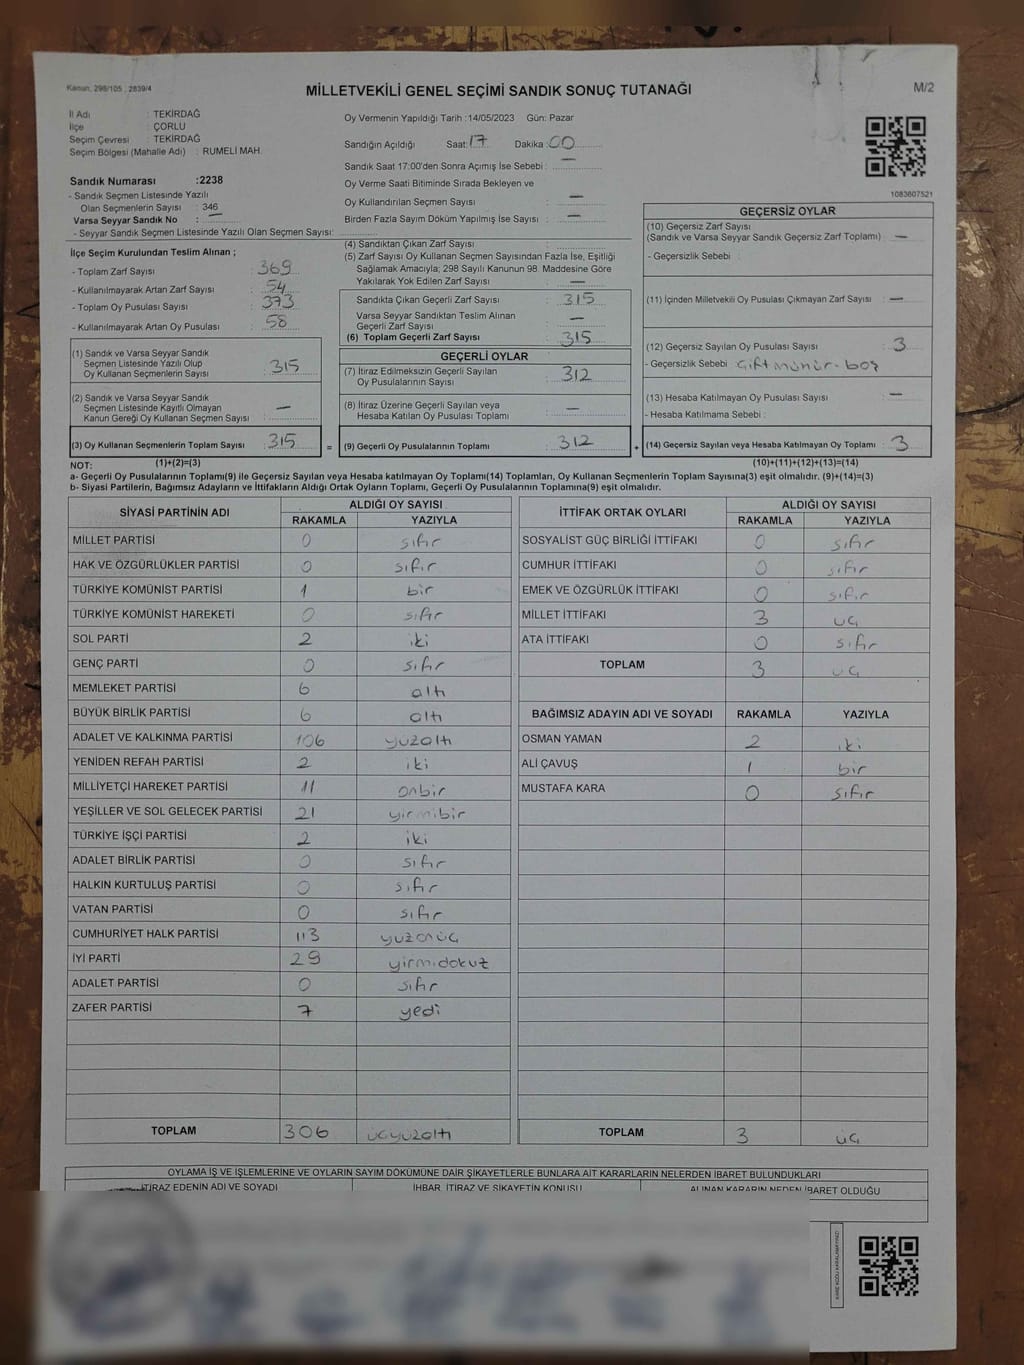 Kanun: 298/105, 2839/4
MİLLETVEKİLİ GENEL SEÇİMİ SANDIK SONUÇ TUTANAĞI
M/2
İl Adı : TEKİRDAĞ
İlçe : ÇORLU
Seçim Çevresi : TEKİRDAĞ
Seçim Bölgesi (Mahalle Adı) : RUMELİ MAH.
Oy Vermenin Yapıldığı Tarih :14/05/2023 Gün: Pazar
Sandığın Açıldığı Saat: 17 Dakika : 00
Sandık Saat 17:00'den Sonra Açımış İse Sebebi : —
Oy Verme Saati Bitiminde Sırada Bekleyen ve
Oy Kullandırılan Seçmen Sayısı : —
Birden Fazla Sayım Döküm Yapılmış İse Sayısı : —
1083607521
Sandık Numarası :2238
- Sandık Seçmen Listesinde Yazılı
Olan Seçmenlerin Sayısı : 346
Varsa Seyyar Sandık No : —
- Seyyar Sandık Seçmen Listesinde Yazılı Olan Seçmen Sayısı:
İlçe Seçim Kurulundan Teslim Alınan ;
- Toplam Zarf Sayısı : 369
- Kullanılmayarak Artan Zarf Sayısı : 54
- Toplam Oy Pusulası Sayısı : 373
- Kullanılmayarak Artan Oy Pusulası : 58
(1) Sandık ve Varsa Seyyar Sandık
Seçmen Listesinde Yazılı Olup
Oy Kullanan Seçmenlerin Sayısı : 315
(2) Sandık ve Varsa Seyyar Sandık
Seçmen Listesinde Kayıtlı Olmayan
Kanun Gereği Oy Kullanan Seçmen Sayısı : —
(3) Oy Kullanan Seçmenlerin Toplam Sayısı : 315 =
(1)+(2)=(3)
(4) Sandıktan Çıkan Zarf Sayısı :
(5) Zarf Sayısı Oy Kullanan Seçmen Sayısından Fazla İse, Eşitliği
Sağlamak Amacıyla; 298 Sayılı Kanunun 98. Maddesine Göre
Yakılarak Yok Edilen Zarf Sayısı : —
Sandıkta Çıkan Geçerli Zarf Sayısı : 315
Varsa Seyyar Sandıktan Teslim Alınan
Geçerli Zarf Sayısı : —
(6) Toplam Geçerli Zarf Sayısı : 315
GEÇERLİ OYLAR
(7) İtiraz Edilmeksizin Geçerli Sayılan
Oy Pusulalarının Sayısı : 312
(8) İtiraz Üzerine Geçerli Sayılan veya
Hesaba Katılan Oy Pusulası Toplamı : —
(9) Geçerli Oy Pusulalarının Toplamı : 312 +
GEÇERSİZ OYLAR
(10) Geçersiz Zarf Sayısı
(Sandık ve Varsa Seyyar Sandık Geçersiz Zarf Toplamı) : —
- Geçersizlik Sebebi :
(11) İçinden Milletvekili Oy Pusulası Çıkmayan Zarf Sayısı : —
(12) Geçersiz Sayılan Oy Pusulası Sayısı : 3
- Geçersizlik Sebebi : Çift mühür - boş
(13) Hesaba Katılmayan Oy Pusulası Sayısı : —
- Hesaba Katılmama Sebebi :
(14) Geçersiz Sayılan veya Hesaba Katılmayan Oy Toplamı : 3
(10)+(11)+(12)+(13)=(14)
NOT:
a- Geçerli Oy Pusulalarının Toplamı(9) ile Geçersiz Sayılan veya Hesaba katılmayan Oy Toplamı(14) Toplamları, Oy Kullanan Seçmenlerin Toplam Sayısına(3) eşit olmalıdır. (9)+(14)=(3)
b- Siyasi Partilerin, Bağımsız Adayların ve İttifakların Aldığı Ortak Oyların Toplamı, Geçerli Oy Pusulalarının Toplamına(9) eşit olmalıdır.
SİYASİ PARTİNİN ADI ALDIĞI OY SAYISI
RAKAMLA YAZIYLA
MİLLET PARTİSİ 0 sıfır
HAK VE ÖZGÜRLÜKLER PARTİSİ 0 sıfır
TÜRKİYE KOMÜNİST PARTİSİ 1 bir
TÜRKİYE KOMÜNİST HAREKETİ 0 sıfır
SOL PARTİ 2 iki
GENÇ PARTİ 0 sıfır
MEMLEKET PARTİSİ 6 altı
BÜYÜK BİRLİK PARTİSİ 6 altı
ADALET VE KALKINMA PARTİSİ 106 yüzaltı
YENİDEN REFAH PARTİSİ 2 iki
MİLLİYETÇİ HAREKET PARTİSİ 11 onbir
YEŞİLLER VE SOL GELECEK PARTİSİ 21 yirmibir
TÜRKİYE İŞÇİ PARTİSİ 2 iki
ADALET BİRLİK PARTİSİ 0 sıfır
HALKIN KURTULUŞ PARTİSİ 0 sıfır
VATAN PARTİSİ 0 sıfır
CUMHURİYET HALK PARTİSİ 113 yüzonüç
İYİ PARTİ 29 yirmidokuz
ADALET PARTİSİ 0 sıfır
ZAFER PARTİSİ 7 yedi
TOPLAM 306 üçyüzaltı
İTTİFAK ORTAK OYLARI ALDIĞI OY SAYISI
RAKAMLA YAZIYLA
SOSYALİST GÜÇ BİRLİĞİ İTTİFAKI 0 sıfır
CUMHUR İTTİFAKI 0 sıfır
EMEK VE ÖZGÜRLÜK İTTİFAKI 0 sıfır
MİLLET İTTİFAKI 3 üç
ATA İTTİFAKI 0 sıfır
TOPLAM 3 üç
BAĞIMSIZ ADAYIN ADI VE SOYADI RAKAMLA YAZIYLA
OSMAN YAMAN 2 iki
ALİ ÇAVUŞ 1 bir
MUSTAFA KARA 0 sıfır
TOPLAM 3 üç
OYLAMA İŞ VE İŞLEMLERİNE VE OYLARIN SAYIM DÖKÜMÜNE DAİR ŞİKAYETLERLE BUNLARA AİT KARARLARIN NELERDEN İBARET BULUNDUKLARI
İTİRAZ EDENİN ADI VE SOYADI İHBAR, İTİRAZ VE ŞİKAYETİN KONUSU ALINAN KARARIN NEDEN İBARET OLDUĞU
KARE KODU KARALAMAYINIZ!